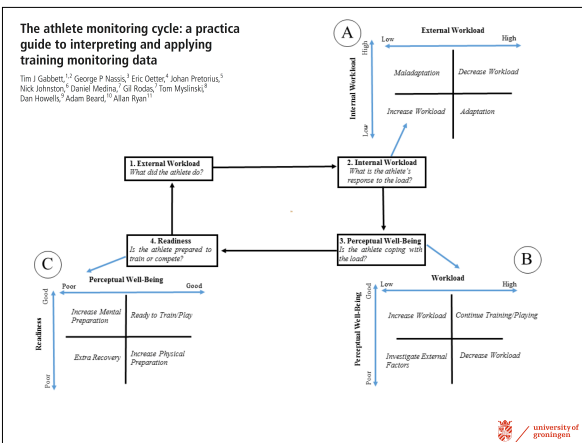 The athlete monitoring cycle: a practica
guide to interpreting and applying
training monitoring data
Tim J Gabbett,1,2 George P Nassis,3 Eric Oetter,4 Johan Pretorius,5
Nick Johnston,6 Daniel Medina,7 Gil Rodas,7 Tom Myslinski,8
Dan Howells,9 Adam Beard,10 Allan Ryan11
A
External Workload
Low
High
Internal Workload
High
Low
Maladaptation
Decrease Workload
Increase Workload
Adaptation
1. External Workload
What did the athlete do?
2. Internal Workload
What is the athlete's
response to the load?
4. Readiness
Is the athlete prepared to
train or compete?
3. Perceptual Well-Being
Is the athlete coping with
the load?
C
Perceptual Well-Being
Poor
Good
Readiness
Good
Poor
Increase Mental
Preparation
Ready to Train/Play
Extra Recovery
Increase Physical
Preparation
B
Workload
Low
High
Perceptual Well-Being
Good
Poor
Increase Workload
Continue Training/Playing
Investigate External
Factors
Decrease Workload
university of
groningen